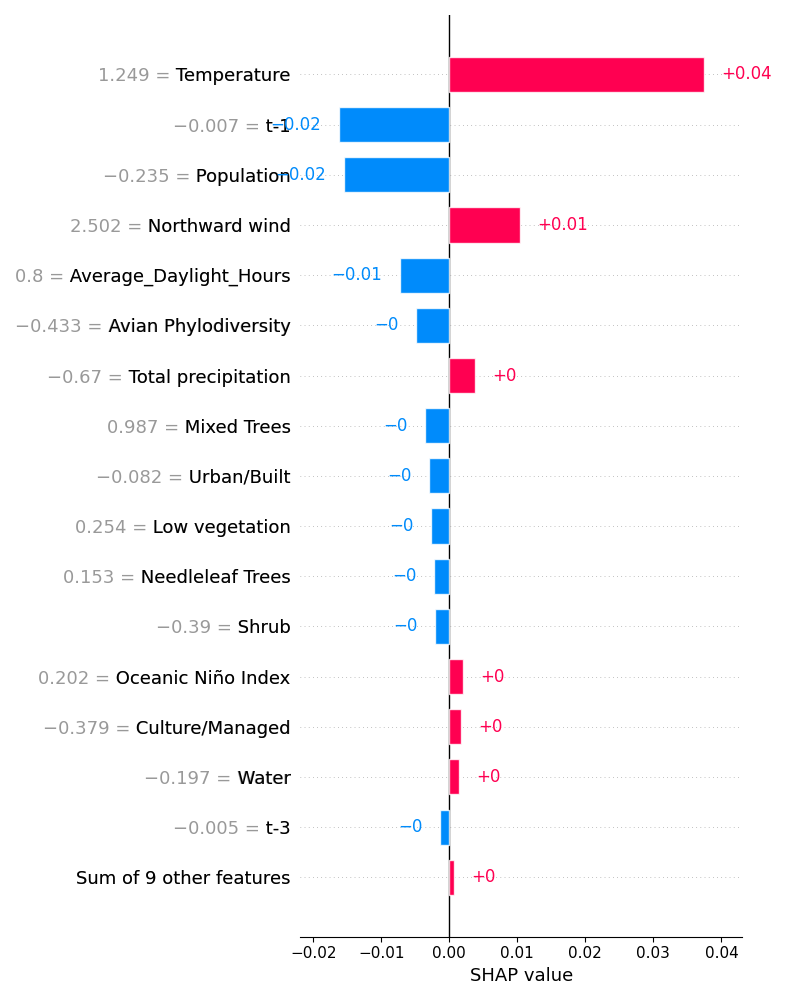 1.249 = Temperature +0.04
−0.007 = t-1 −0.02
−0.235 = Population −0.02
2.502 = Northward wind +0.01
0.8 = Average_Daylight_Hours −0.01
−0.433 = Avian Phylodiversity −0
−0.67 = Total precipitation +0
0.987 = Mixed Trees −0
−0.082 = Urban/Built −0
0.254 = Low vegetation −0
0.153 = Needleleaf Trees −0
−0.39 = Shrub −0
0.202 = Oceanic Niño Index +0
−0.379 = Culture/Managed +0
−0.197 = Water +0
−0.005 = t-3 −0
Sum of 9 other features +0
−0.02 −0.01 0.00 0.01 0.02 0.03 0.04
SHAP value